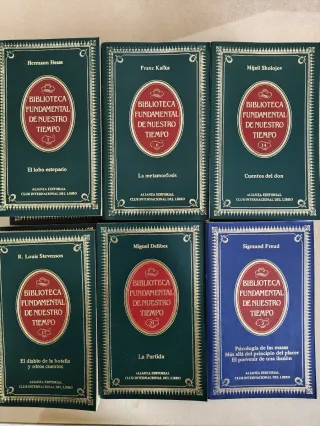 Hermann Hesse
BIBLIOTECA
FUNDAMENTAL
DE NUESTRO
TIEMPO
El lobo estepario
ALIANZA EDITORIAL
CLUB INTERNACIONAL DEL LIBRO
Franz Kafka
BIBLIOTECA
FUNDAMENTAL
DE NUESTRO
TIEMPO
La metamorfosis
ALIANZA EDITORIAL
CLUB INTERNACIONAL DEL LIBRO
Mijail Sholojov
BIBLIOTECA
FUNDAMENTAL
DE NUESTRO
TIEMPO
14
Cuentos del don
ALIANZA EDITORIAL
CLUB INTERNACIONAL DEL LIBRO
R. Louis Stevenson
BIBLIOTECA
FUNDAMENTAL
DE NUESTRO
TIEMPO
El diablo de la botella
y otros cuentos
ALIANZA EDITORIAL
CLUB INTERNACIONAL DEL LIBRO
Miguel Delibes
BIBLIOTECA
FUNDAMENTAL
DE NUESTRO
TIEMPO
La Partida
ALIANZA EDITORIAL
CLUB INTERNACIONAL DEL LIBRO
Sigmund Freud
BIBLIOTECA
FUNDAMENTAL
DE NUESTRO
TIEMPO
Psicología de las masas
Más allá del principio del placer
El porvenir de una ilusión
ALIANZA EDITORIAL
CLUB INTERNACIONAL DEL LIBRO